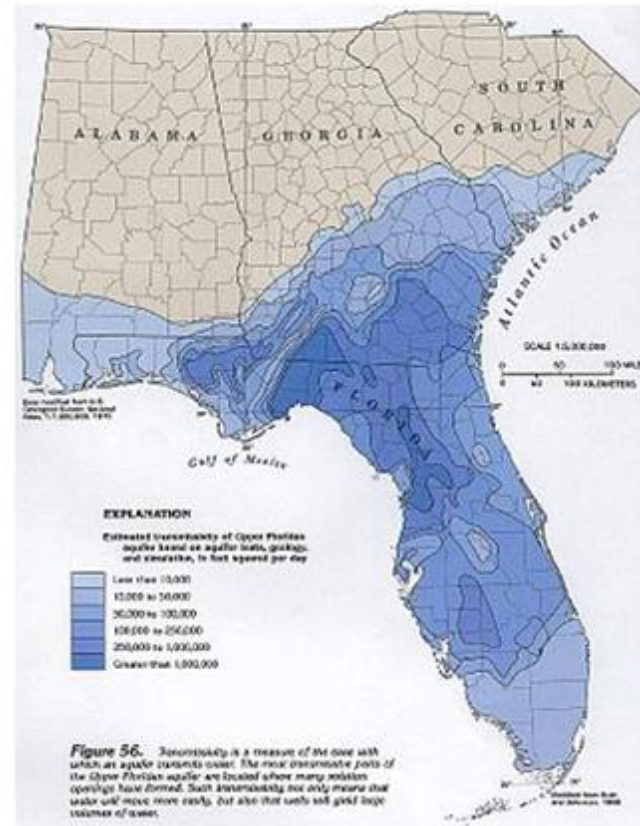 SOUTH
ALABAMA
GEORGIA
CAROLINA
Atlantic Ocean
SCALE 1:5,000,000
0 50 100 MILES
0 50 100 KILOMETERS
FLORIDA
Gulf of Mexico
EXPLANATION
Estimated transmissivity of Upper Floridan
aquifer based on aquifer tests, geology,
and simulation, in feet squared per day
Less than 10,000
10,000 to 50,000
50,000 to 100,000
100,000 to 250,000
250,000 to 1,000,000
Greater than 1,000,000
Figure 56. Transmissivity is a measure of the ease with
which an aquifer transmits water. The most transmissive parts of
the Upper Floridan aquifer are located where many solution
openings have formed. Such transmissivity not only means that
water will move more easily, but also that wells will yield large
volumes of water.